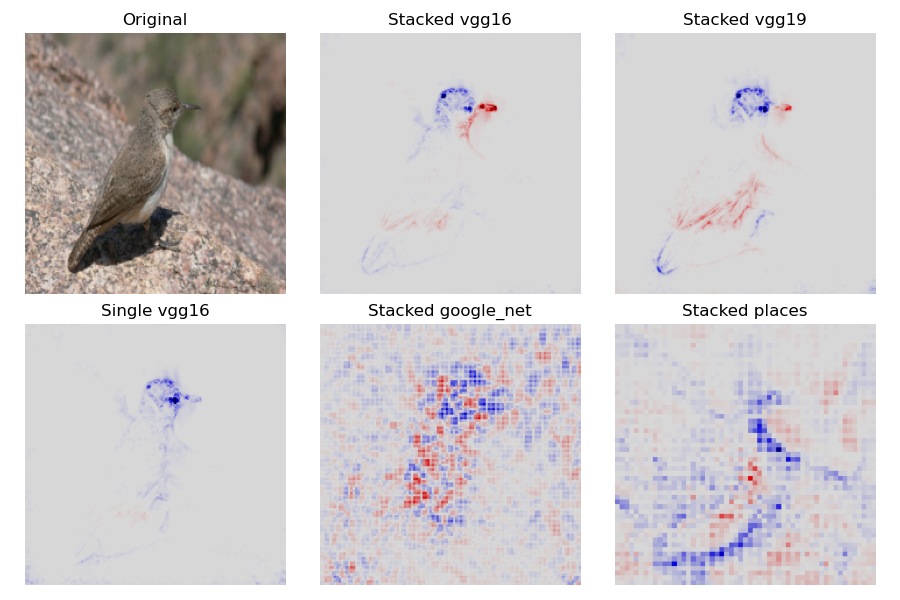 Original
Stacked vgg16
Stacked vgg19
Single vgg16
Stacked google_net
Stacked places